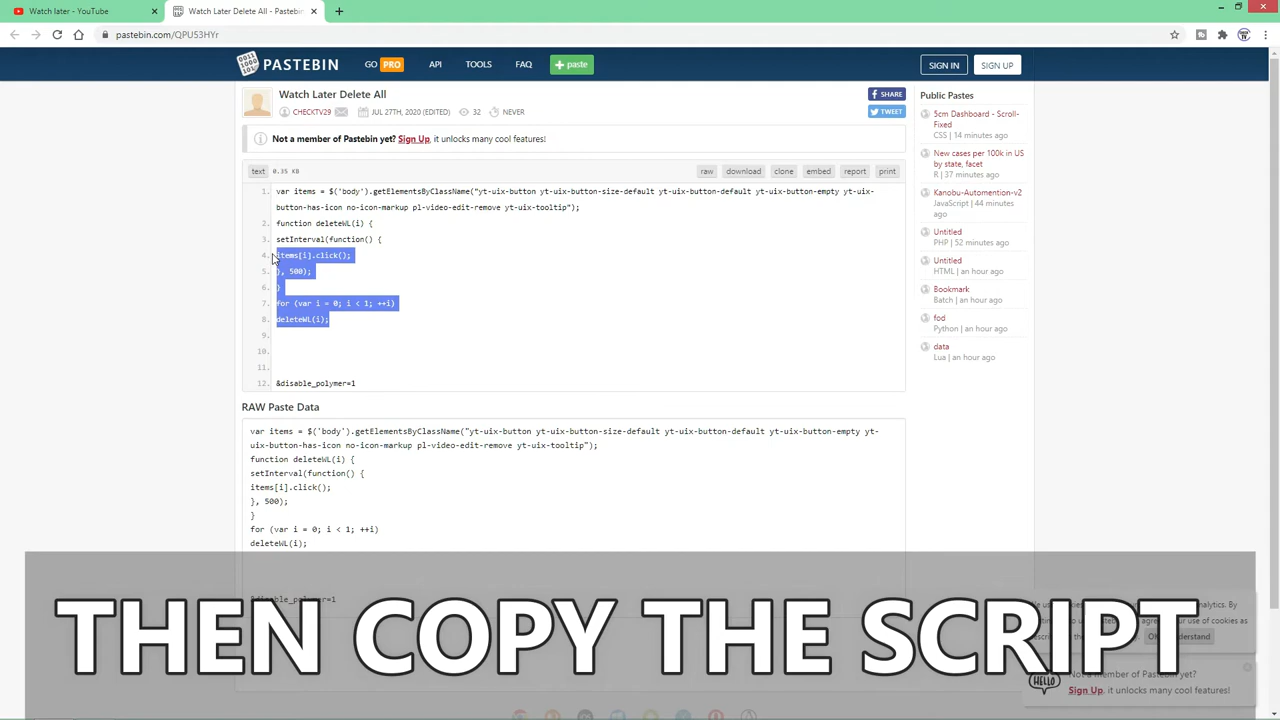 Watch later - YouTube
Watch Later Delete All - Pastebin
pastebin.com/QPU53HYr
PASTEBIN
GO PRO
API
TOOLS
FAQ
+ paste
SIGN IN
SIGN UP
Watch Later Delete All
SHARE
CHECKTV29
JUL 27TH, 2020 (EDITED)
32
NEVER
TWEET
Not a member of Pastebin yet? Sign Up, it unlocks many cool features!
text
0.35 KB
raw
download
clone
embed
report
print
1. var items = $('body').getElementsByClassName("yt-uix-button yt-uix-button-size-default yt-uix-button-default yt-uix-button-empty yt-uix-
button-has-icon no-icon-markup pl-video-edit-remove yt-uix-tooltip");
2. function deleteWL(i) {
3. setInterval(function() {
4. items[i].click();
5. }, 500);
6. }
7. for (var i = 0; i < 1; ++i)
8. deleteWL(i);
9.
10.
11.
12. &disable_polymer=1
RAW Paste Data
var items = $('body').getElementsByClassName("yt-uix-button yt-uix-button-size-default yt-uix-button-default yt-uix-button-empty yt-
uix-button-has-icon no-icon-markup pl-video-edit-remove yt-uix-tooltip");
function deleteWL(i) {
setInterval(function() {
items[i].click();
}, 500);
}
for (var i = 0; i < 1; ++i)
deleteWL(i);
&disable_polymer=1
Public Pastes
5cm Dashboard - Scroll-
Fixed
CSS | 14 minutes ago
New cases per 100k in US
by state, facet
R | 37 minutes ago
Kanobu-Automention-v2
JavaScript | 44 minutes
ago
Untitled
PHP | 52 minutes ago
Untitled
HTML | an hour ago
Bookmark
Batch | an hour ago
fod
Python | an hour ago
data
Lua | an hour ago
THEN COPY THE SCRIPT
HELLO
Not a member of Pastebin yet?
Sign Up, it unlocks many cool features!